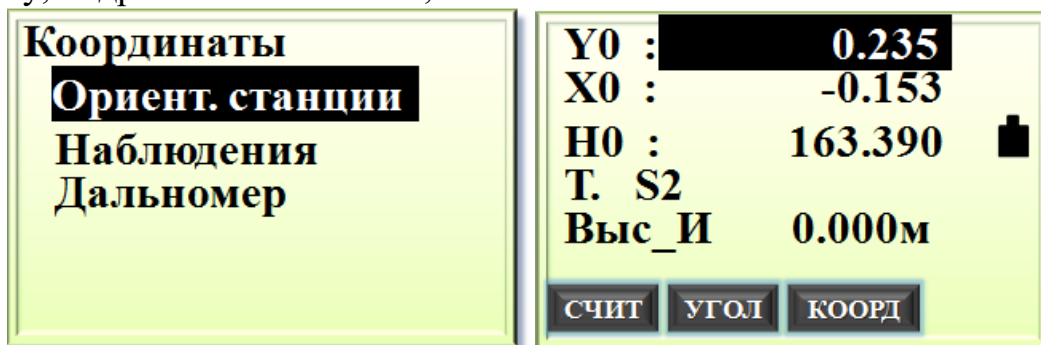 Координаты
Ориент. станции
Наблюдения
Дальномер
Y0 : 0.235
X0 : -0.153
H0 : 163.390
Т. S2
Выс_И 0.000м
СЧИТ УГОЛ КООРД